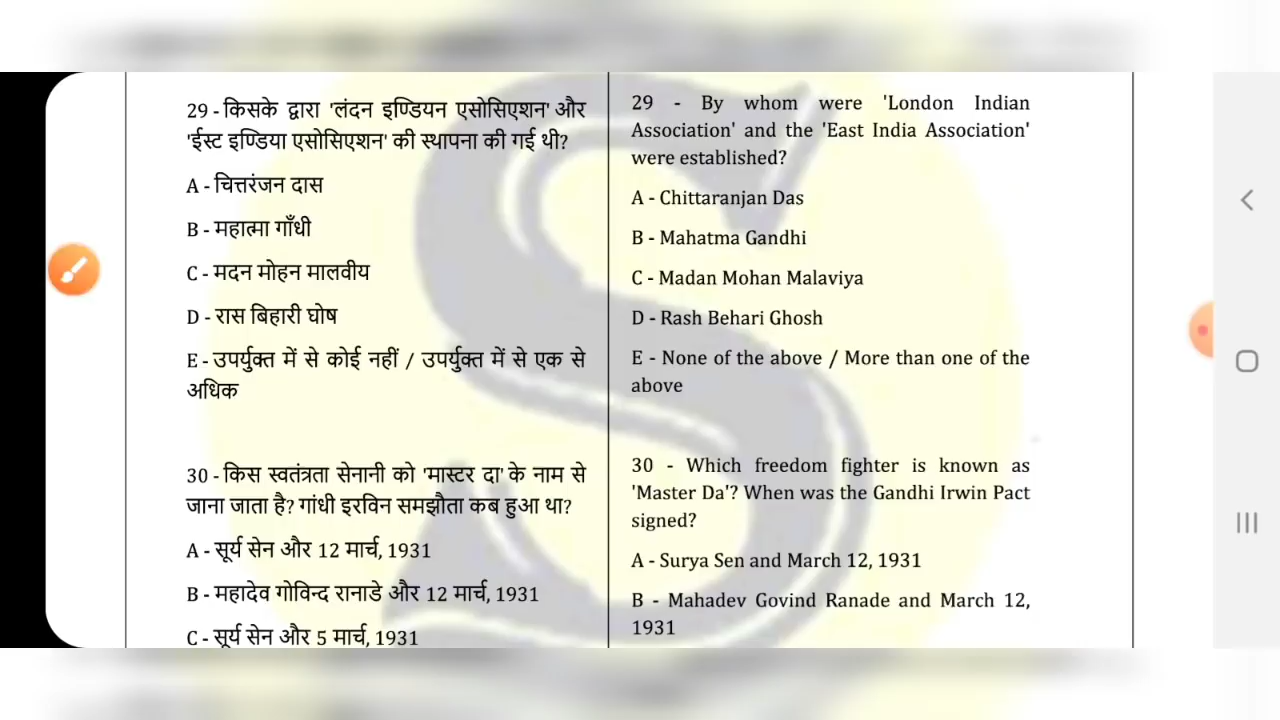 29 - किसके द्वारा 'लंदन इण्डियन एसोसिएशन' और
'ईस्ट इण्डिया एसोसिएशन' की स्थापना की गई थी?
A - चित्तरंजन दास
B - महात्मा गाँधी
C - मदन मोहन मालवीय
D - रास बिहारी घोष
E - उपर्युक्त में से कोई नहीं / उपर्युक्त में से एक से
अधिक
30 - किस स्वतंत्रता सेनानी को 'मास्टर दा' के नाम से
जाना जाता है? गांधी इरविन समझौता कब हुआ था?
A - सूर्य सेन और 12 मार्च, 1931
B - महादेव गोविन्द रानाडे और 12 मार्च, 1931
C - सूर्य सेन और 5 मार्च, 1931
29 - By whom were 'London Indian
Association' and the 'East India Association'
were established?
A - Chittaranjan Das
B - Mahatma Gandhi
C - Madan Mohan Malaviya
D - Rash Behari Ghosh
E - None of the above / More than one of the
above
30 - Which freedom fighter is known as
'Master Da'? When was the Gandhi Irwin Pact
signed?
A - Surya Sen and March 12, 1931
B - Mahadev Govind Ranade and March 12,
1931